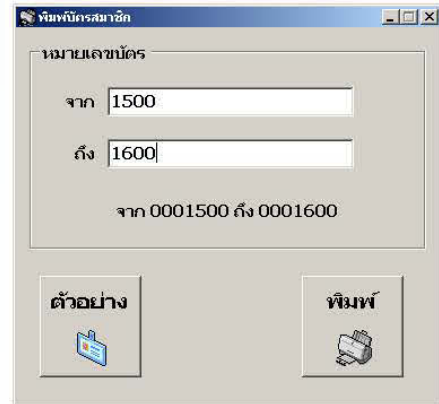 พิมพ์บัตรสมาชิก
หมายเลขบัตร
จาก 1500
ถึง 1600
จาก 0001500 ถึง 0001600
ตัวอย่าง พิมพ์